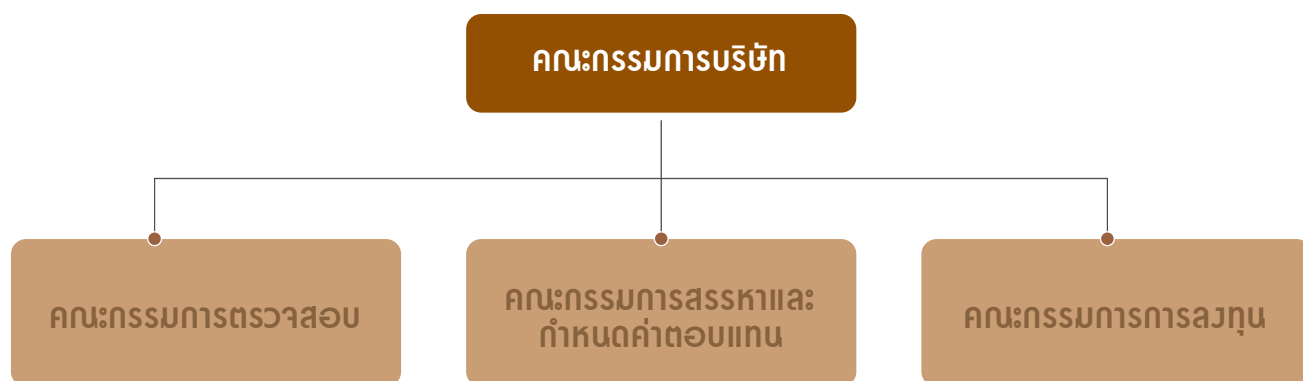 คณะกรรมการบริษัท
คณะกรรมการตรวจสอบ
คณะกรรมการสรรหาและ
กำหนดค่าตอบแทน
คณะกรรมการการลงทุน